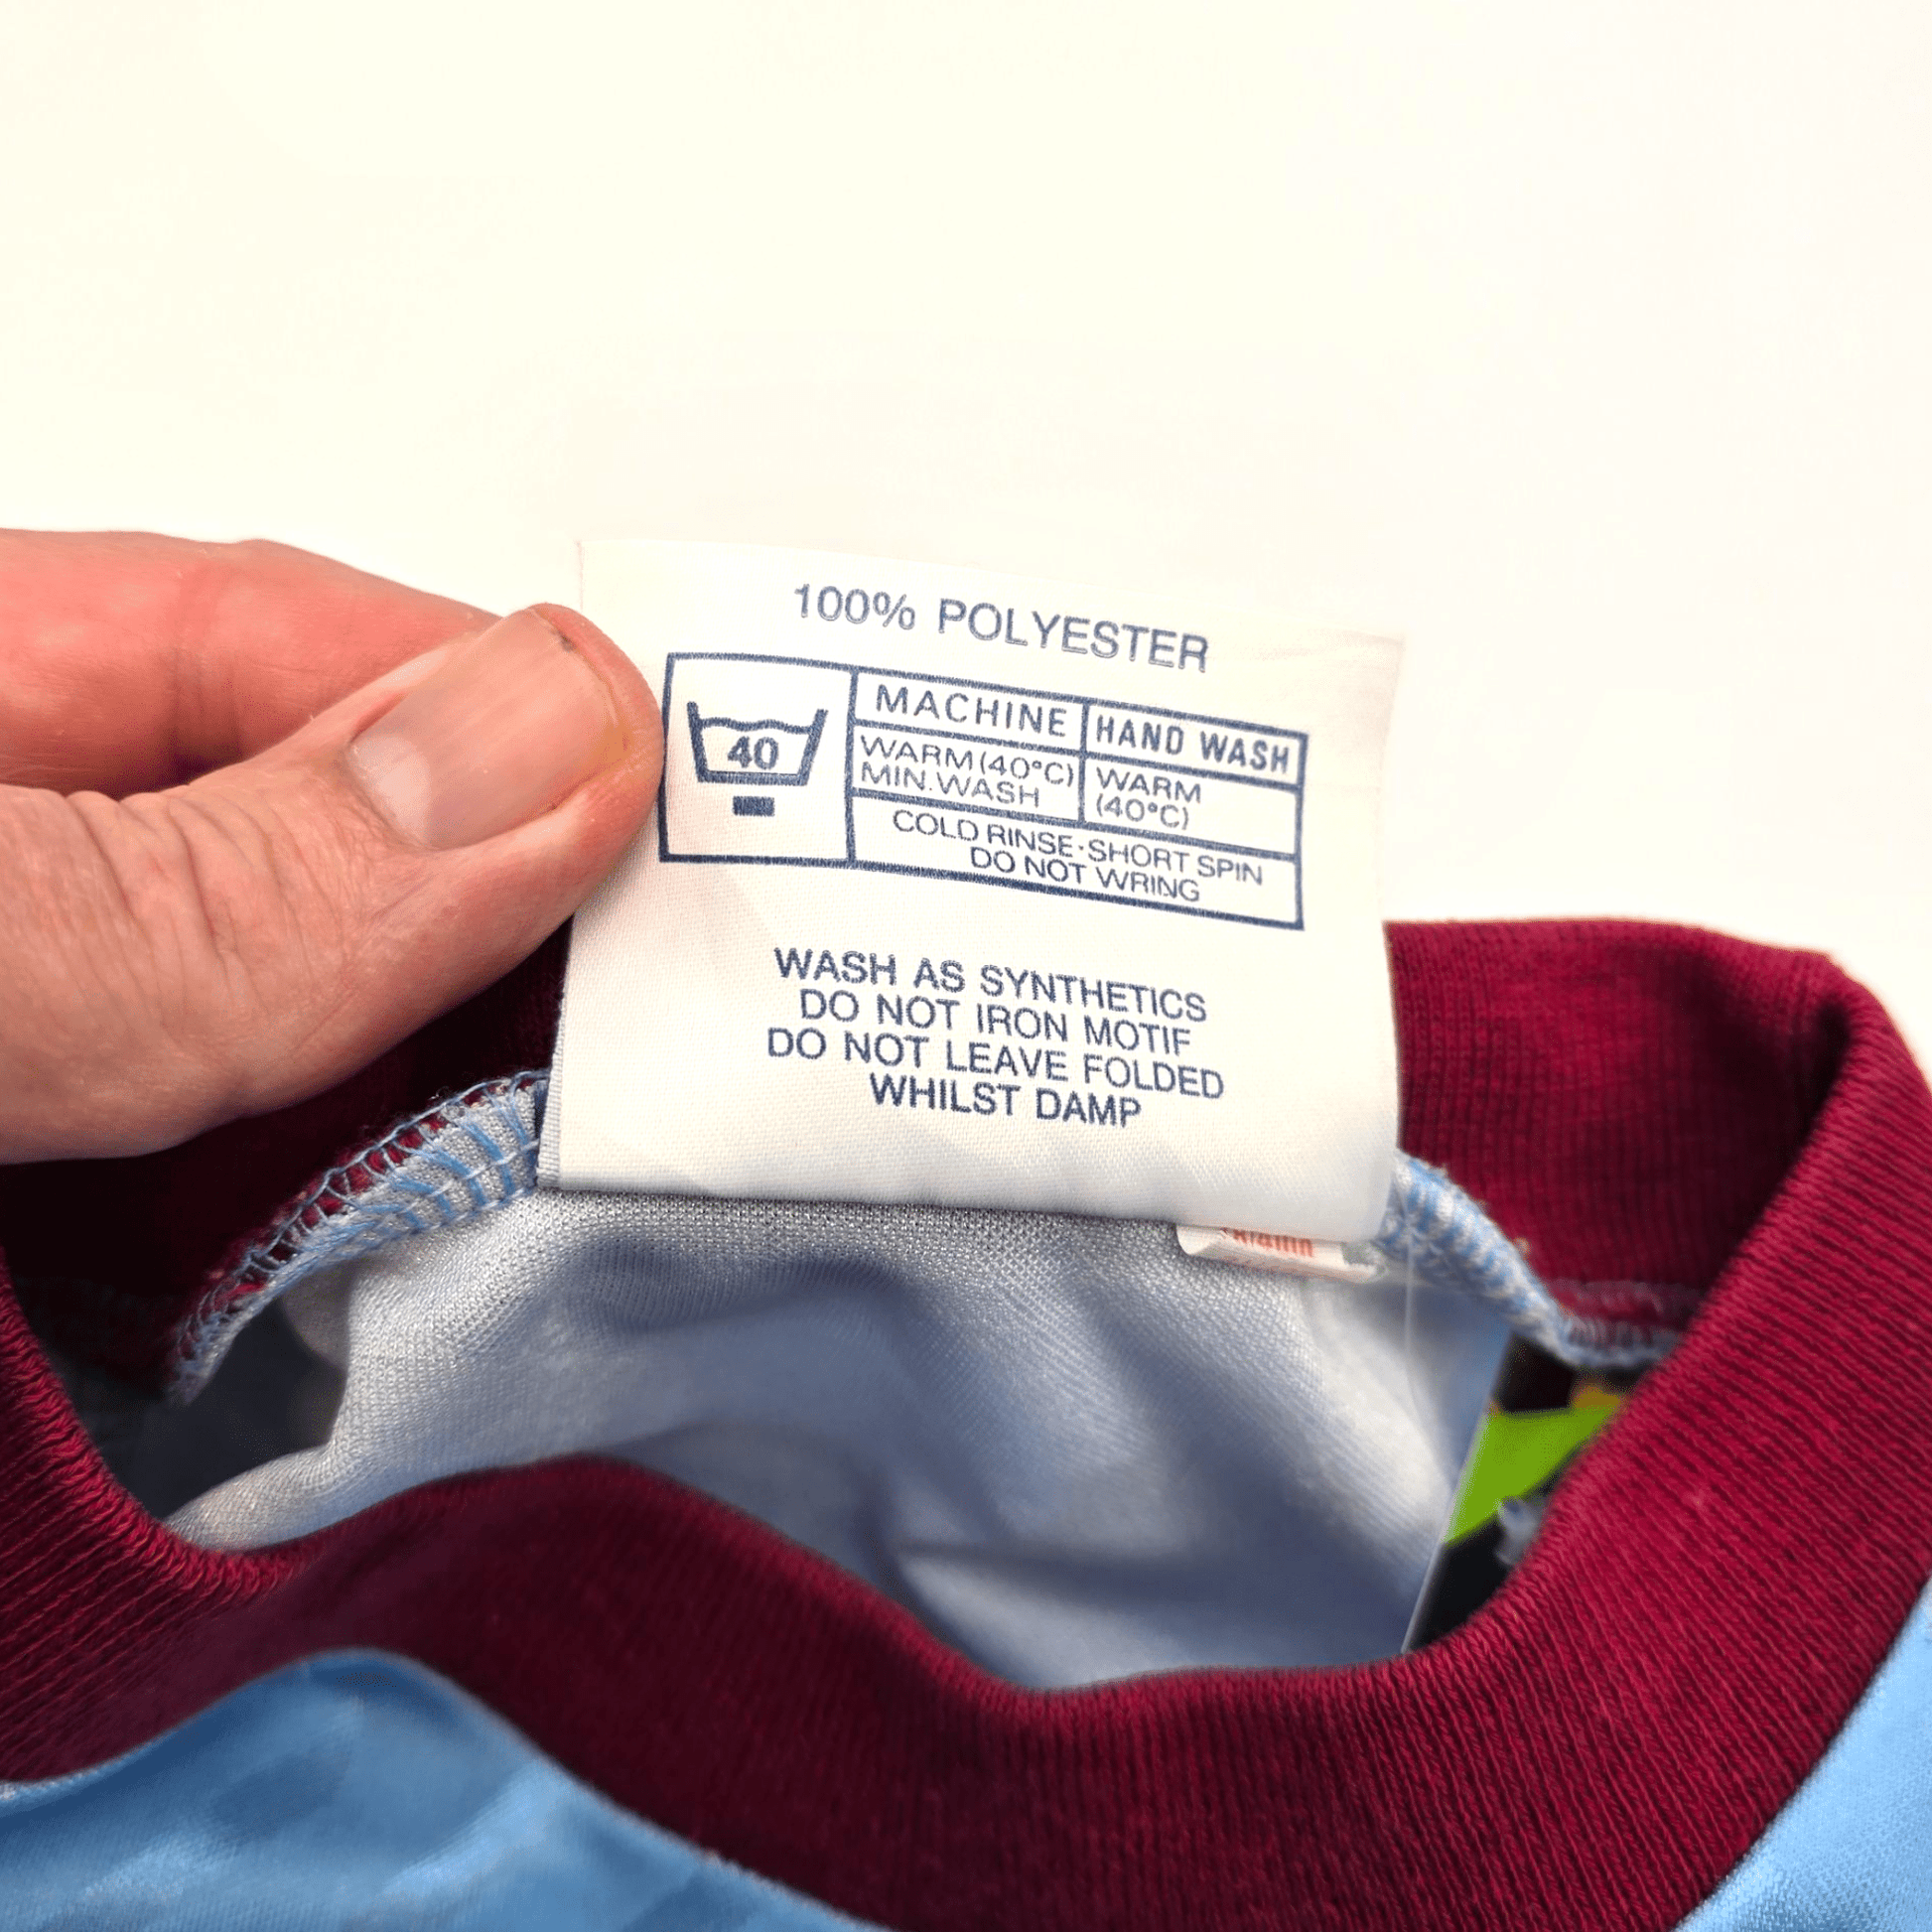 100% POLYESTER
40
MACHINE
HAND WASH
WARM (40°C)
MIN. WASH
WARM
(40°C)
COLD RINSE·SHORT SPIN
DO NOT WRING
WASH AS SYNTHETICS
DO NOT IRON MOTIF
DO NOT LEAVE FOLDED
WHILST DAMP